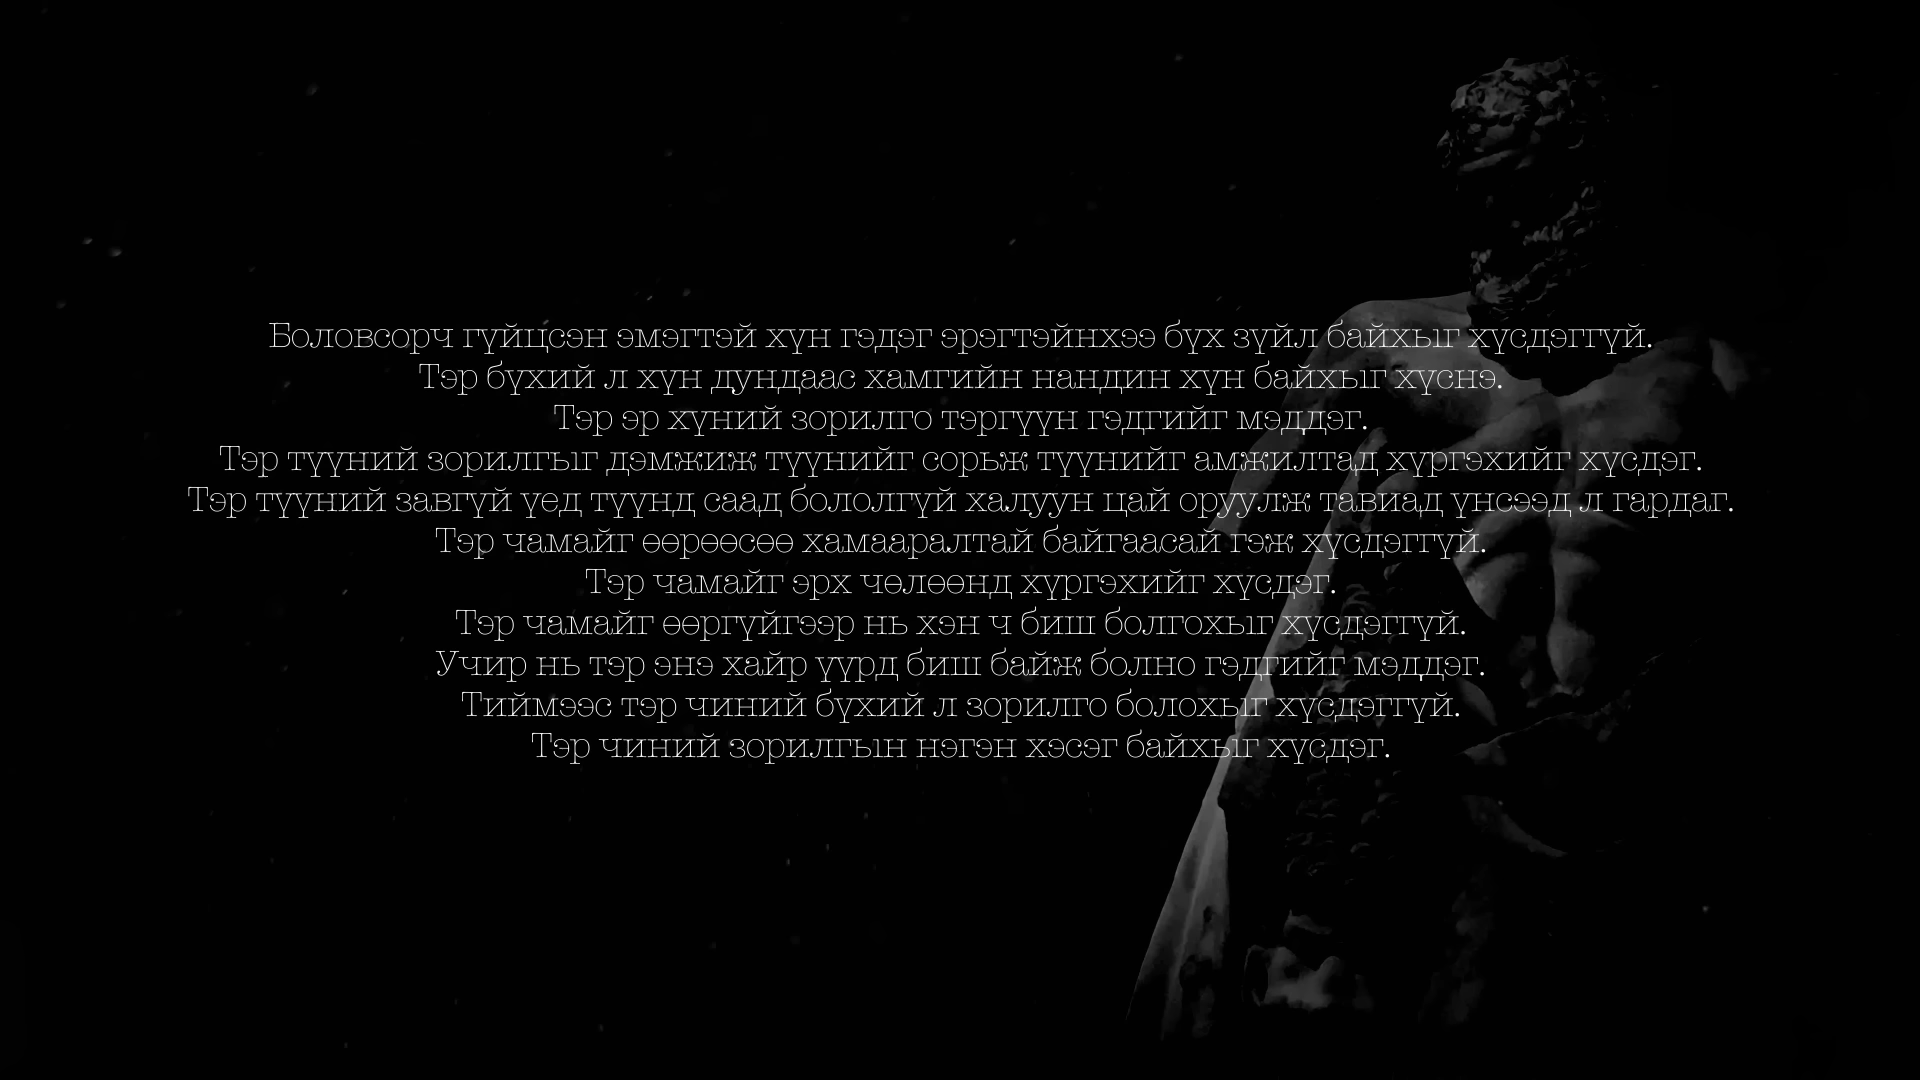 Боловсорч гүйцсэн эмэгтэй хүн гэдэг эрэгтэйнхээ бүх зүйл байхыг хүсдэггүй.
Тэр бүхий л хүн дундаас хамгийн нандин хүн байхыг хүснэ.
Тэр эр хүний зорилго тэргүүн гэдгийг мэддэг.
Тэр түүний зорилгыг дэмжиж түүнийг сорьж түүнийг амжилтад хүргэхийг хүсдэг.
Тэр түүний завгүй үед түүнд саад бололгүй халуун цай оруулж тавиад үнсээд л гардаг.
Тэр чамайг өөрөөсөө хамааралтай байгаасай гэж хүсдэггүй.
Тэр чамайг эрх чөлөөнд хүргэхийг хүсдэг.
Тэр чамайг өөргүйгээр нь хэн ч биш болгохыг хүсдэггүй.
Учир нь тэр энэ хайр үүрд биш байж болно гэдгийг мэддэг.
Тиймээс тэр чиний бүхий л зорилго болохыг хүсдэггүй.
Тэр чиний зорилгын нэгэн хэсэг байхыг хүсдэг.